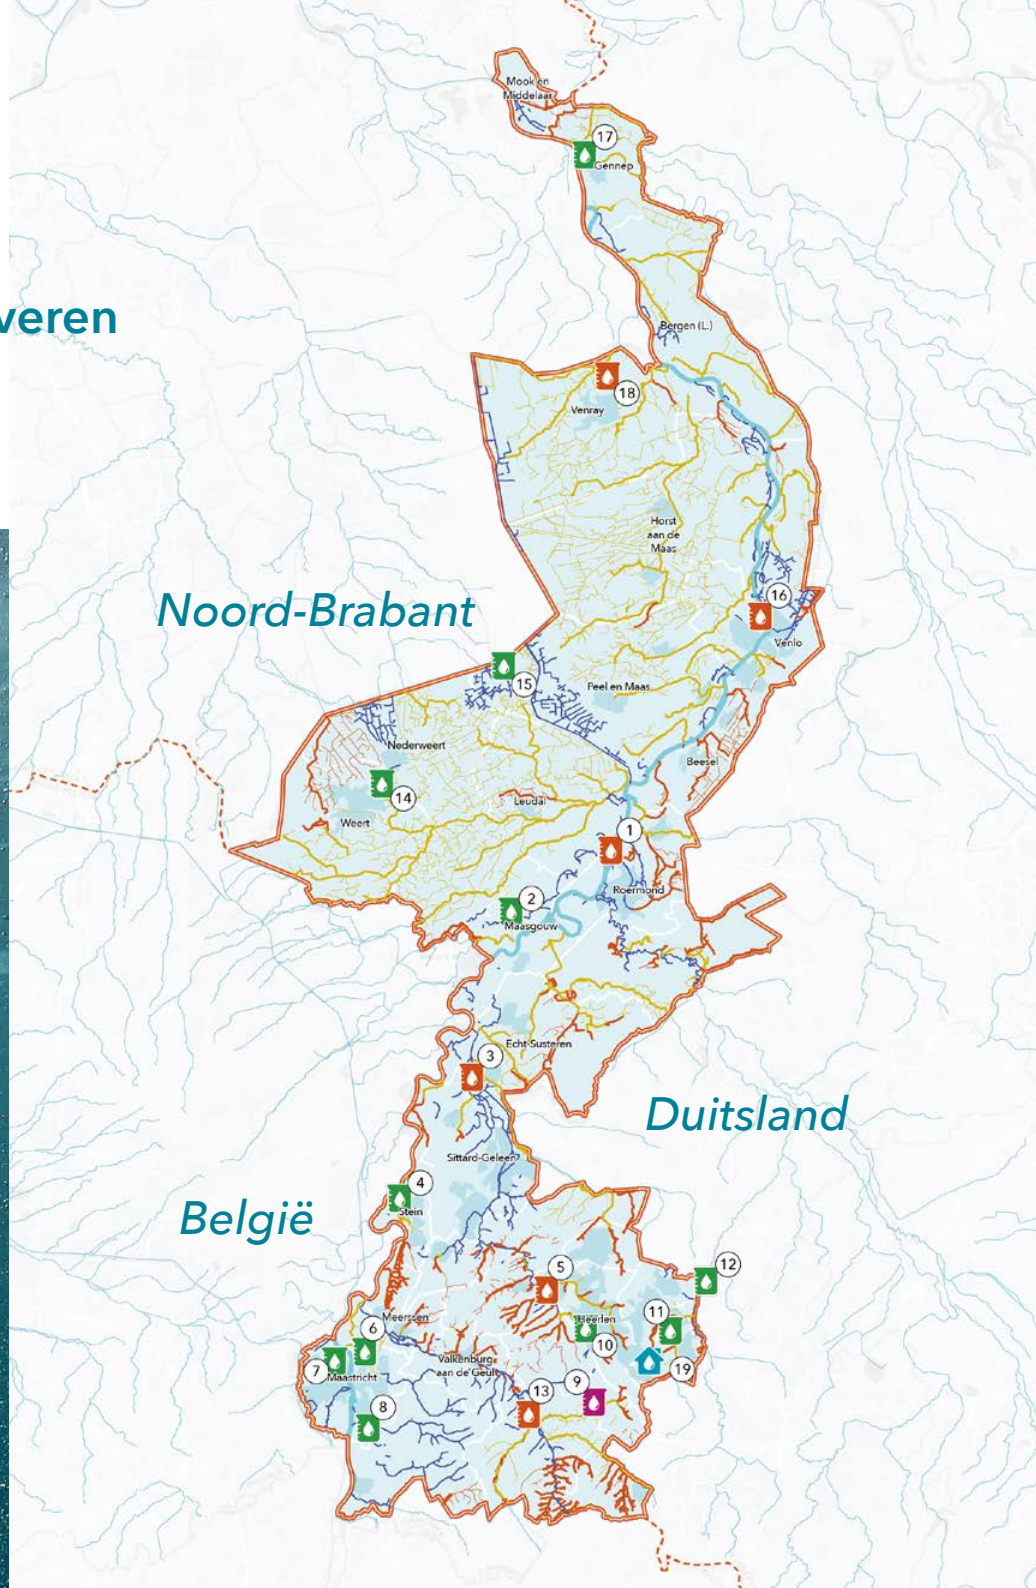 Mook en
Middelaar
17
Gennep
veren
Bergen (L.)
18
Venray
Horst
aan de
Maas
16
Noord-Brabant
Venlo
15
Peel en Maas
Nederweert
Beesel
14
Leudal
Weert
1
Roermond
2
Maasgouw
Echt-Susteren
3
Duitsland
Sittard-Geleen
4
België
Stein
12
5
11
Meerssen
Heerlen
6
10
Valkenburg
aan de Geul
7
Maastricht
19
9
13
8